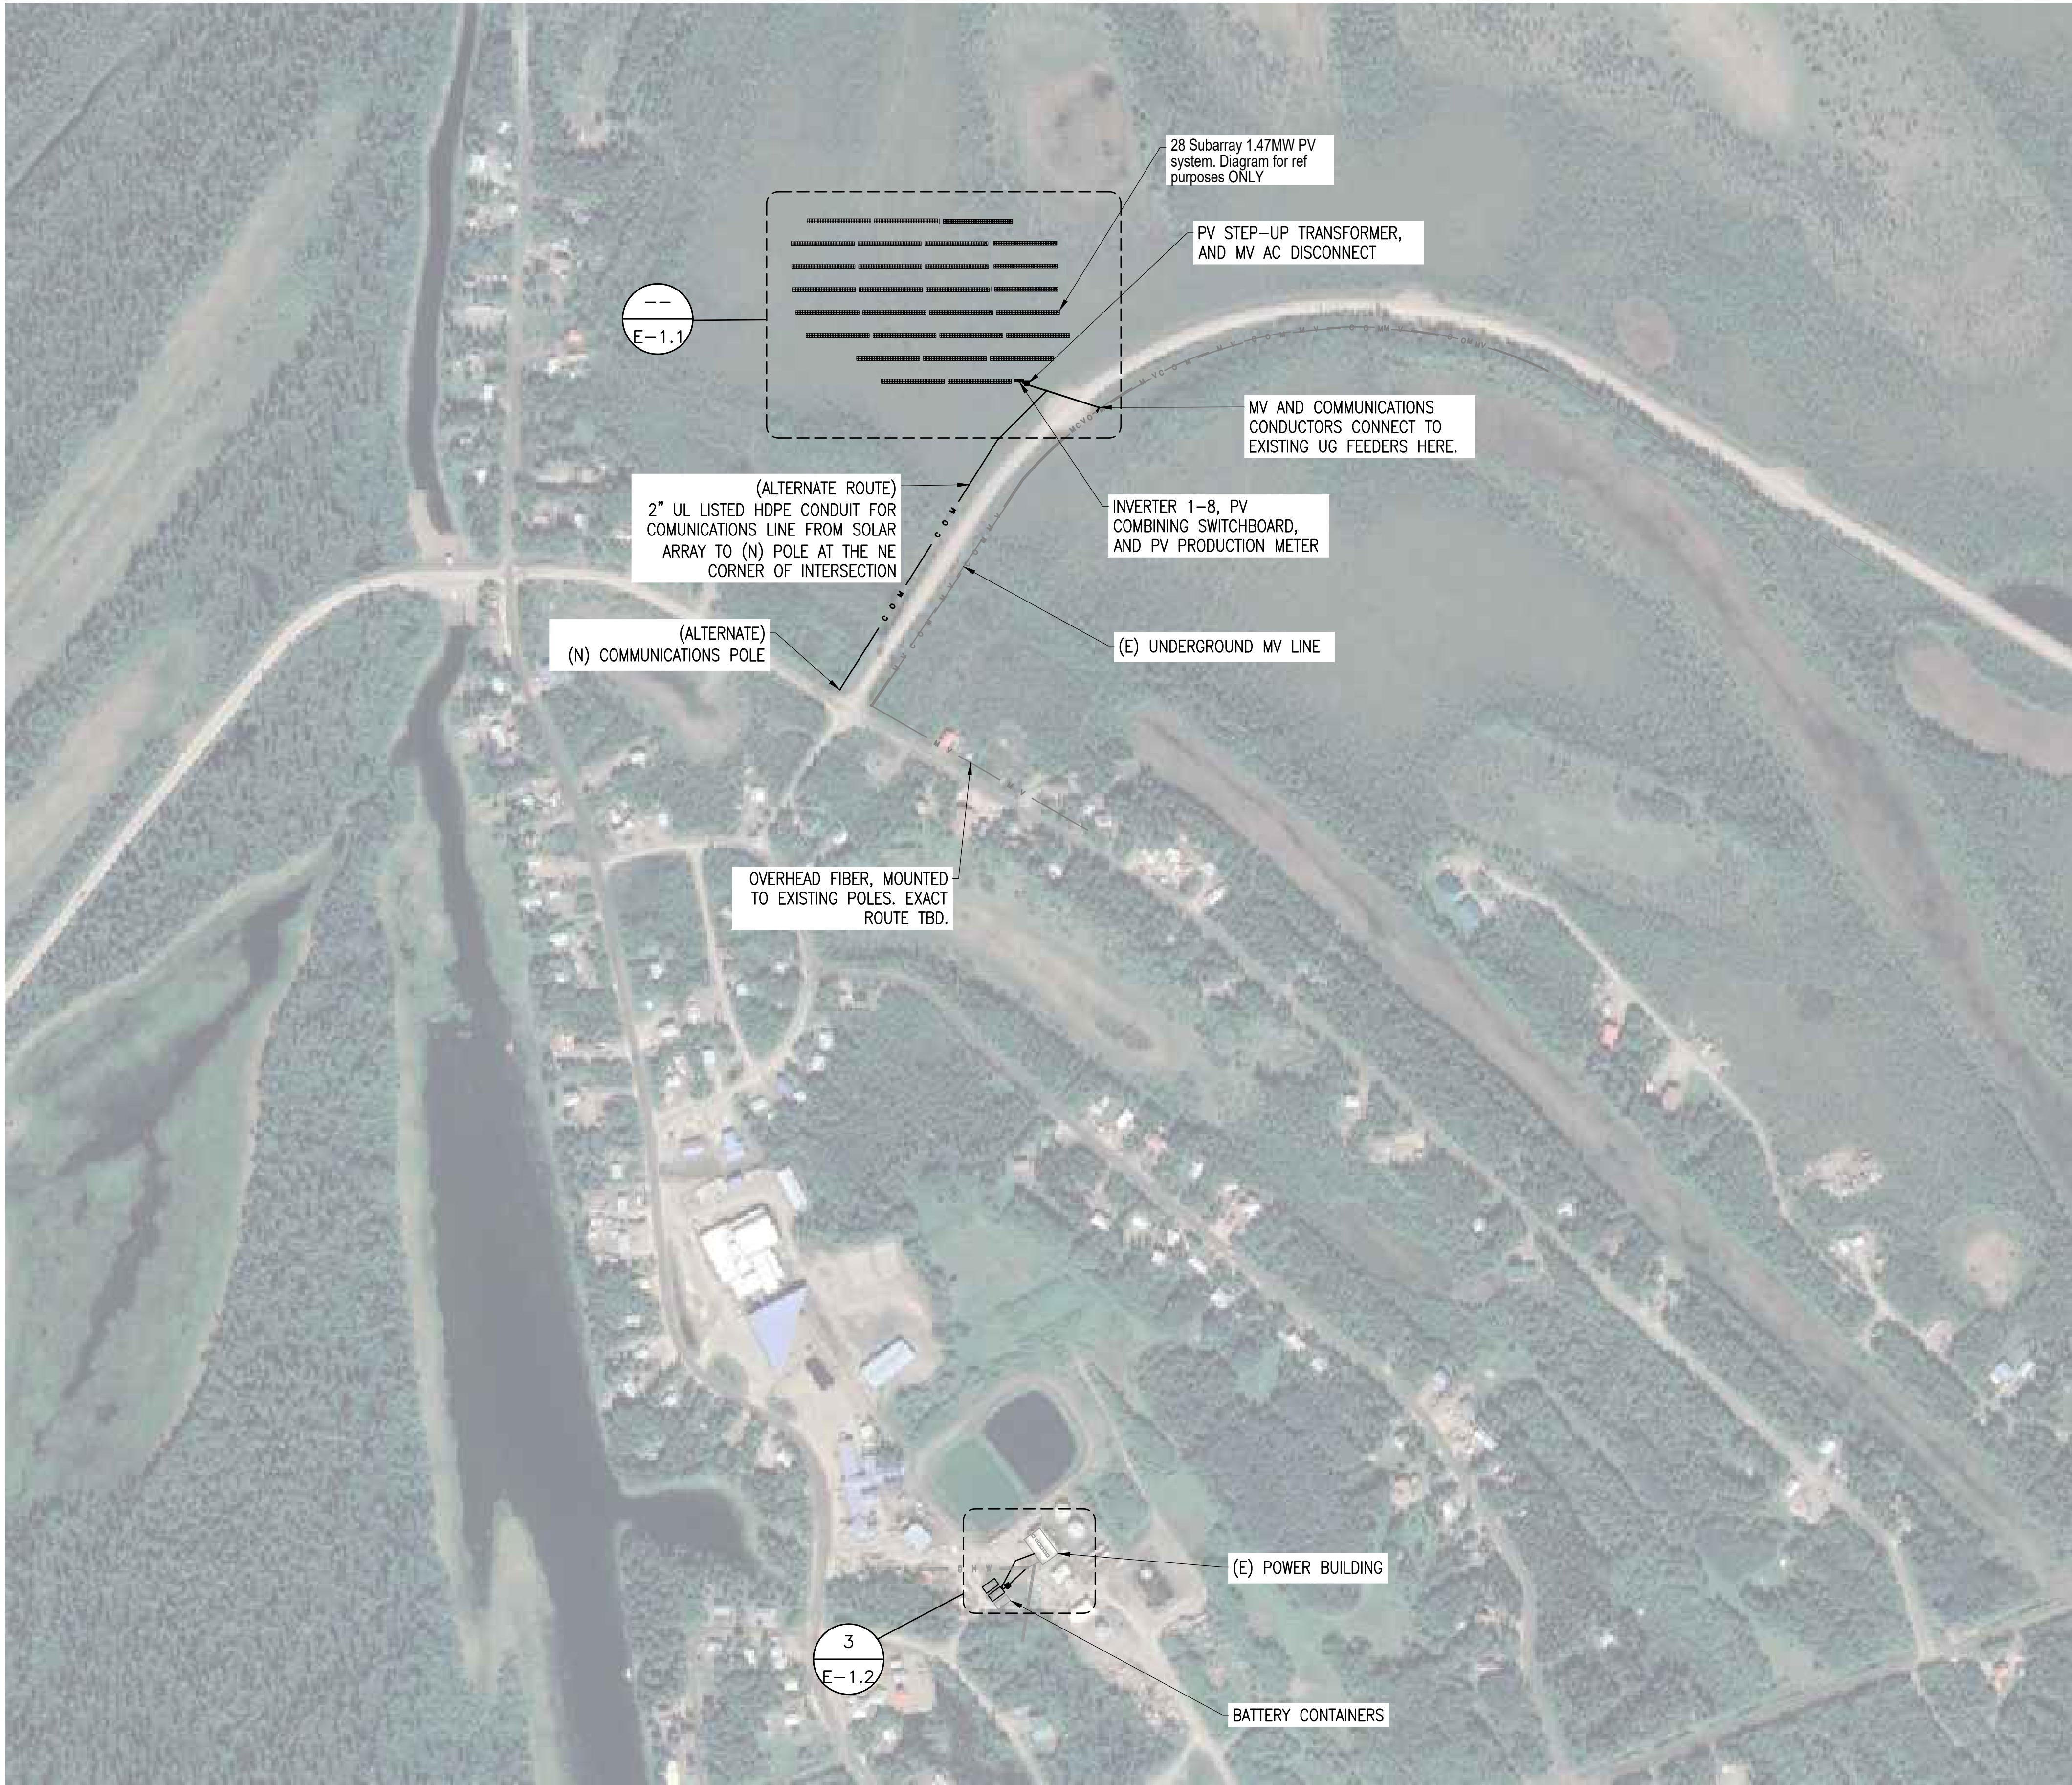 28 Subarray 1.47MW PV
system. Diagram for ref
purposes ONLY
PV STEP-UP TRANSFORMER,
AND MV AC DISCONNECT
--
E-1.1
MV AND COMMUNICATIONS
CONDUCTORS CONNECT TO
EXISTING UG FEEDERS HERE.
(ALTERNATE ROUTE)
2" UL LISTED HDPE CONDUIT FOR
COMUNICATIONS LINE FROM SOLAR
ARRAY TO (N) POLE AT THE NE
CORNER OF INTERSECTION
INVERTER 1-8, PV
COMBINING SWITCHBOARD,
AND PV PRODUCTION METER
COM
COM
(ALTERNATE)
(N) COMMUNICATIONS POLE
(E) UNDERGROUND MV LINE
MV
MV
OVERHEAD FIBER, MOUNTED
TO EXISTING POLES. EXACT
ROUTE TBD.
(E) POWER BUILDING
3
E-1.2
BATTERY CONTAINERS